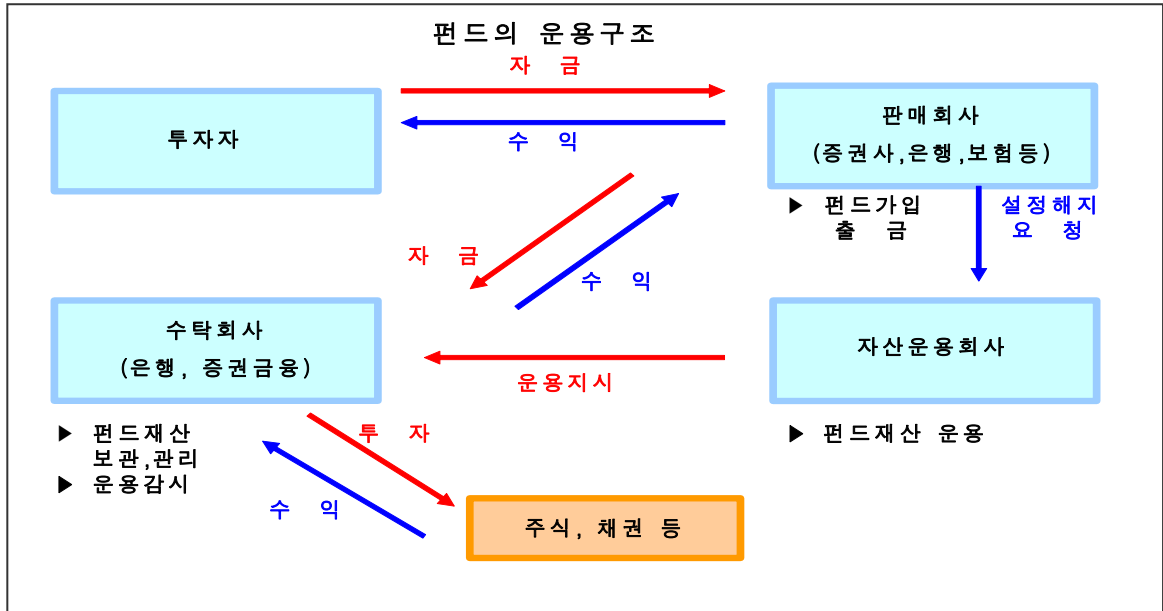 펀드의 운용구조
자 금
투자자
수 익
판매회사
(증권사,은행,보험등)
▶ 펀드가입
출 금
설정해지
요 청
자 금
수 익
수탁회사
(은행, 증권금융)
운용지시
자산운용회사
▶ 펀드재산
보관,관리
▶ 운용감시
투 자
▶ 펀드재산 운용
수 익
주식, 채권 등